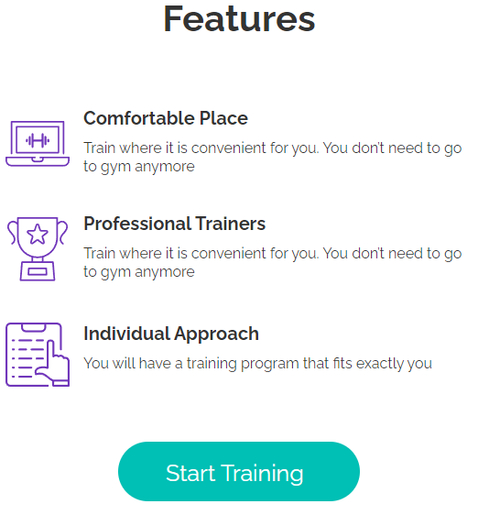 Features
Comfortable Place
Train where it is convenient for you. You don't need to go
to gym anymore
Professional Trainers
Train where it is convenient for you. You don't need to go
to gym anymore
Individual Approach
You will have a training program that fits exactly you
Start Training